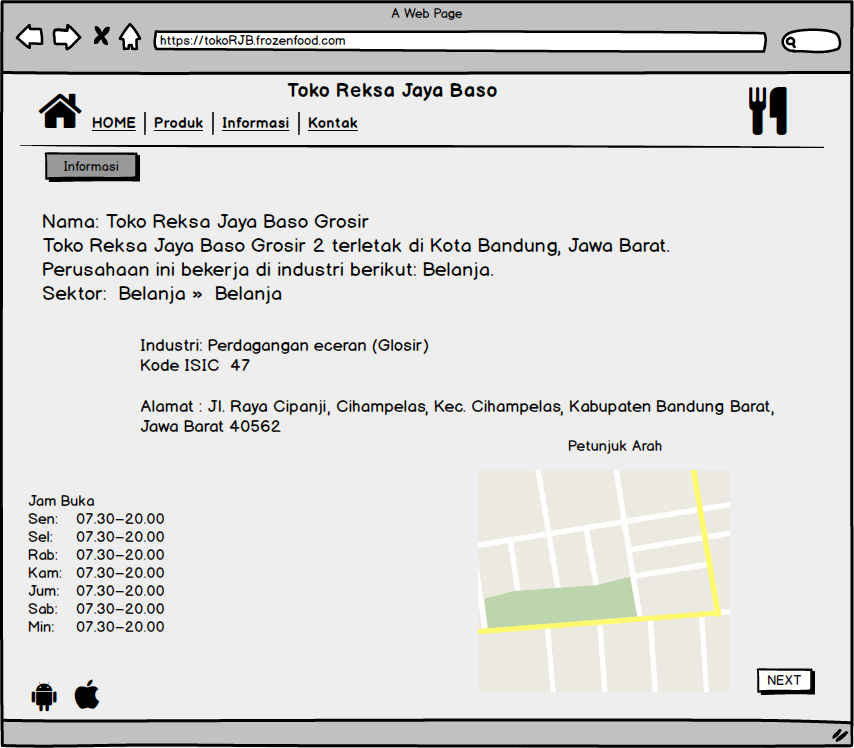 A Web Page
https://tokoRJB.frozenfood.com
Toko Reksa Jaya Baso
HOME | Produk | Informasi | Kontak
Informasi
Nama: Toko Reksa Jaya Baso Grosir
Toko Reksa Jaya Baso Grosir 2 terletak di Kota Bandung, Jawa Barat.
Perusahaan ini bekerja di industri berikut: Belanja.
Sektor: Belanja » Belanja
Industri: Perdagangan eceran (Glosir)
Kode ISIC 47
Alamat : Jl. Raya Cipanji, Cihampelas, Kec. Cihampelas, Kabupaten Bandung Barat,
Jawa Barat 40562
Petunjuk Arah
Jam Buka
Sen: 07.30–20.00
Sel: 07.30–20.00
Rab: 07.30–20.00
Kam: 07.30–20.00
Jum: 07.30–20.00
Sab: 07.30–20.00
Min: 07.30–20.00
NEXT